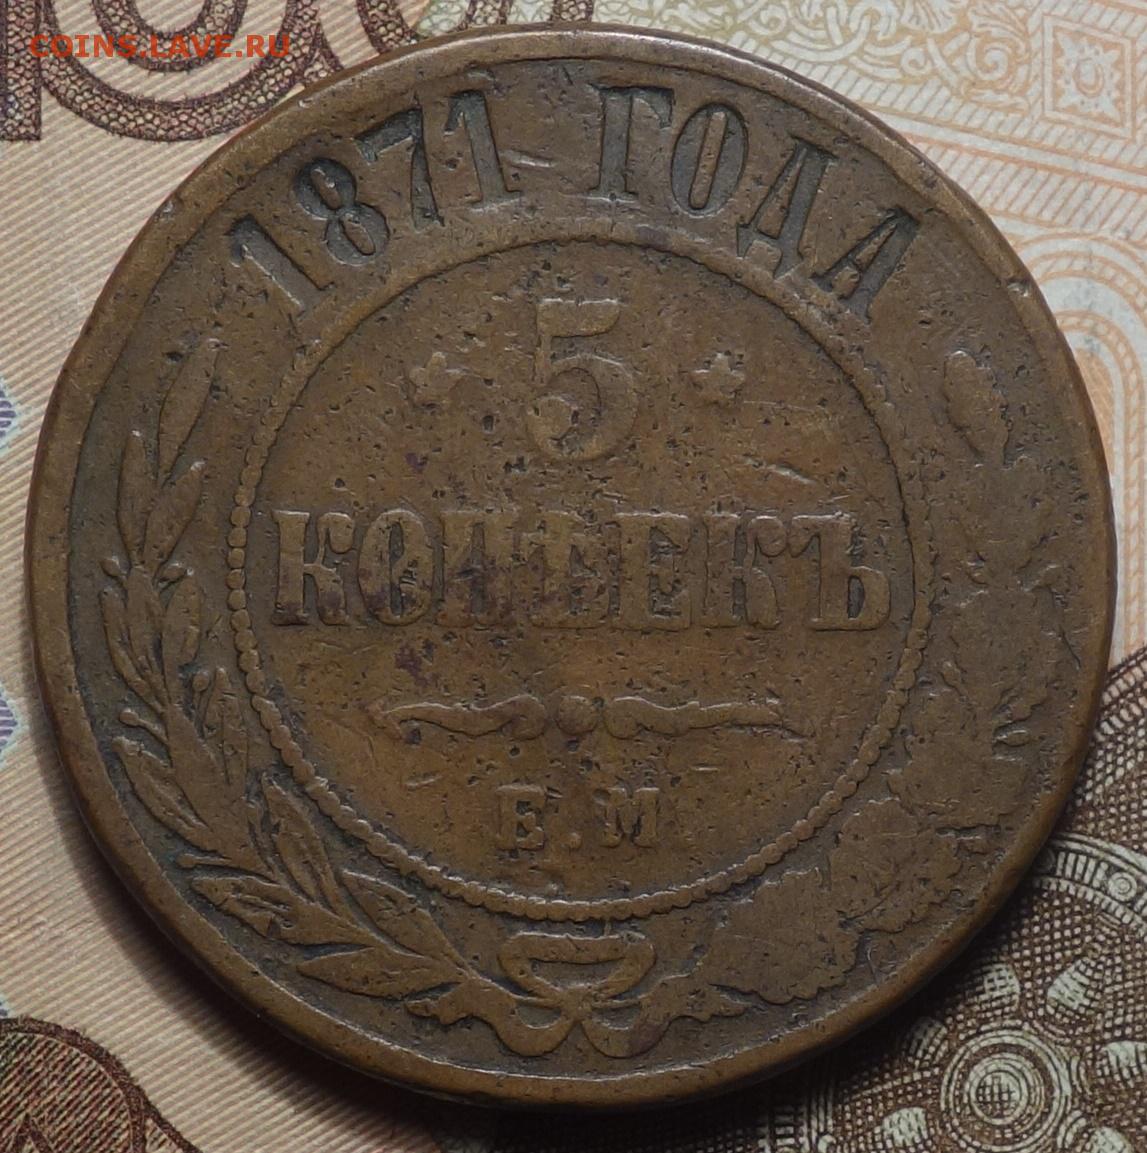 COINS.LAVE.RU
1871 ГОДА
5
КОПѢЕКЪ
Е.М